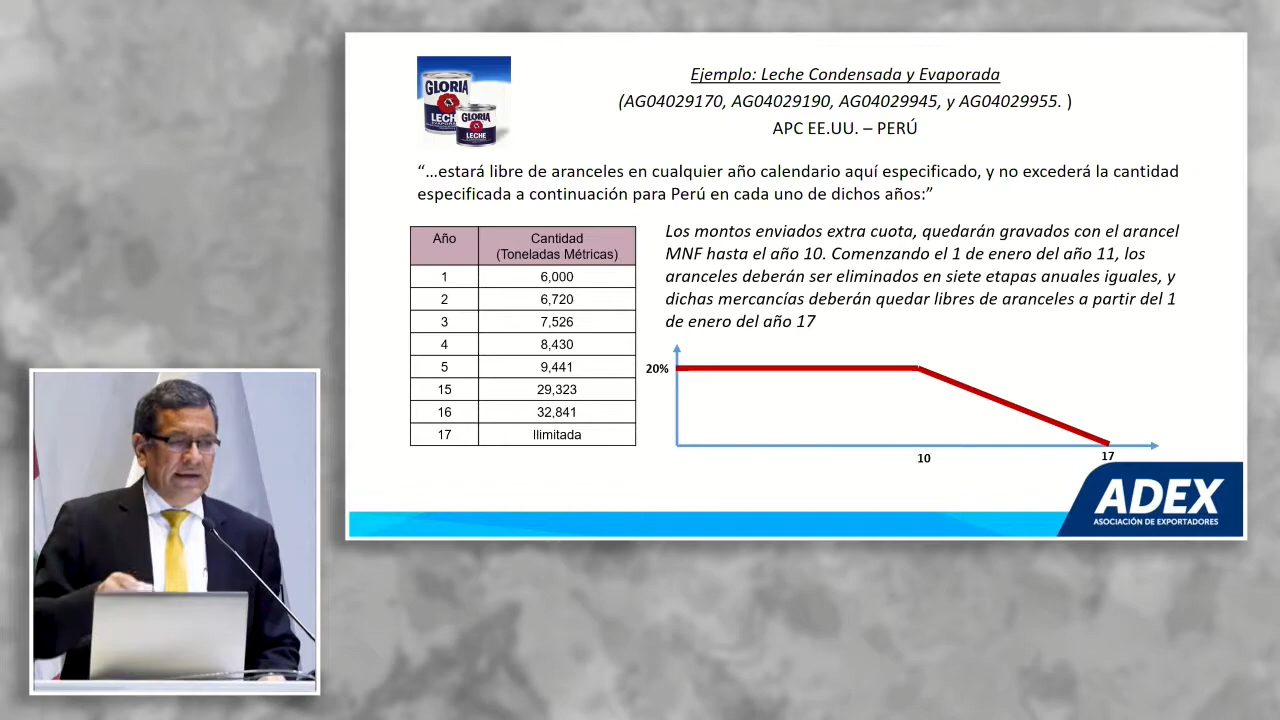 GLORIA
LECHE
GLORIA
LECHE
Ejemplo: Leche Condensada y Evaporada
(AG04029170, AG04029190, AG04029945, y AG04029955. )
APC EE.UU. – PERÚ
“…estará libre de aranceles en cualquier año calendario aquí especificado, y no excederá la cantidad
especificada a continuación para Perú en cada uno de dichos años:”
Año Cantidad
(Toneladas Métricas)
1 6,000
2 6,720
3 7,526
4 8,430
5 9,441
15 29,323
16 32,841
17 Ilimitada
Los montos enviados extra cuota, quedarán gravados con el arancel
MNF hasta el año 10. Comenzando el 1 de enero del año 11, los
aranceles deberán ser eliminados en siete etapas anuales iguales, y
dichas mercancías deberán quedar libres de aranceles a partir del 1
de enero del año 17
20%
10
17
ADEX
ASOCIACIÓN DE EXPORTADORES